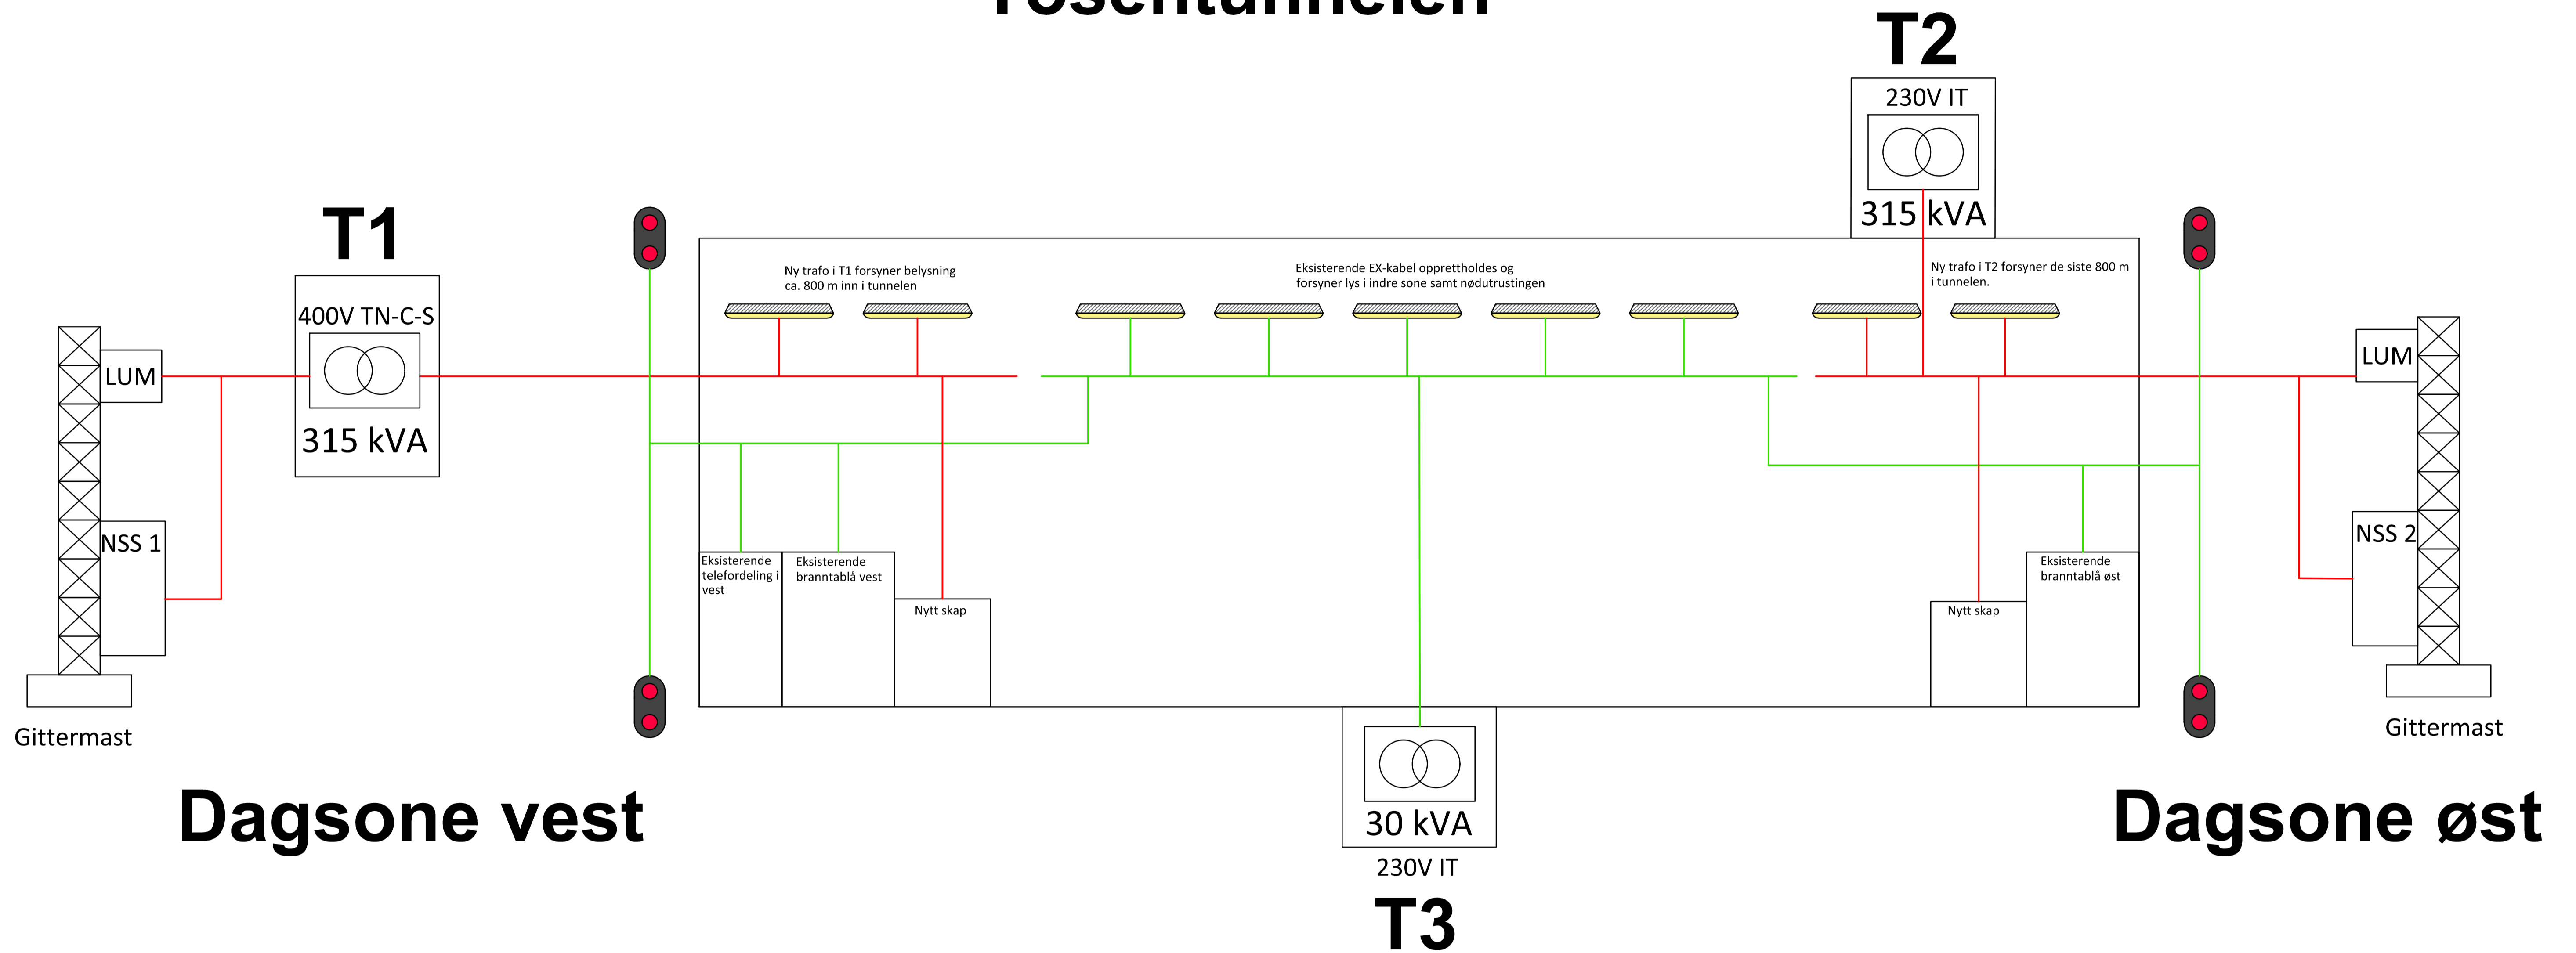 T2
230V IT
315 kVA
T1
400V TN-C-S
315 kVA
Ny trafo i T1 forsyner belysning
ca. 800 m inn i tunnelen
Eksisterende EX-kabel opprettholdes og
forsyner lys i indre sone samt nødutrustingen
Ny trafo i T2 forsyner de siste 800 m
i tunnelen.
LUM
LUM
NSS 1
NSS 2
Eksisterende
telefordeling i
vest
Eksisterende
branntablå vest
Nytt skap
Nytt skap
Eksisterende
branntablå øst
Gittermast
Gittermast
Dagsone vest
Dagsone øst
30 kVA
230V IT
T3